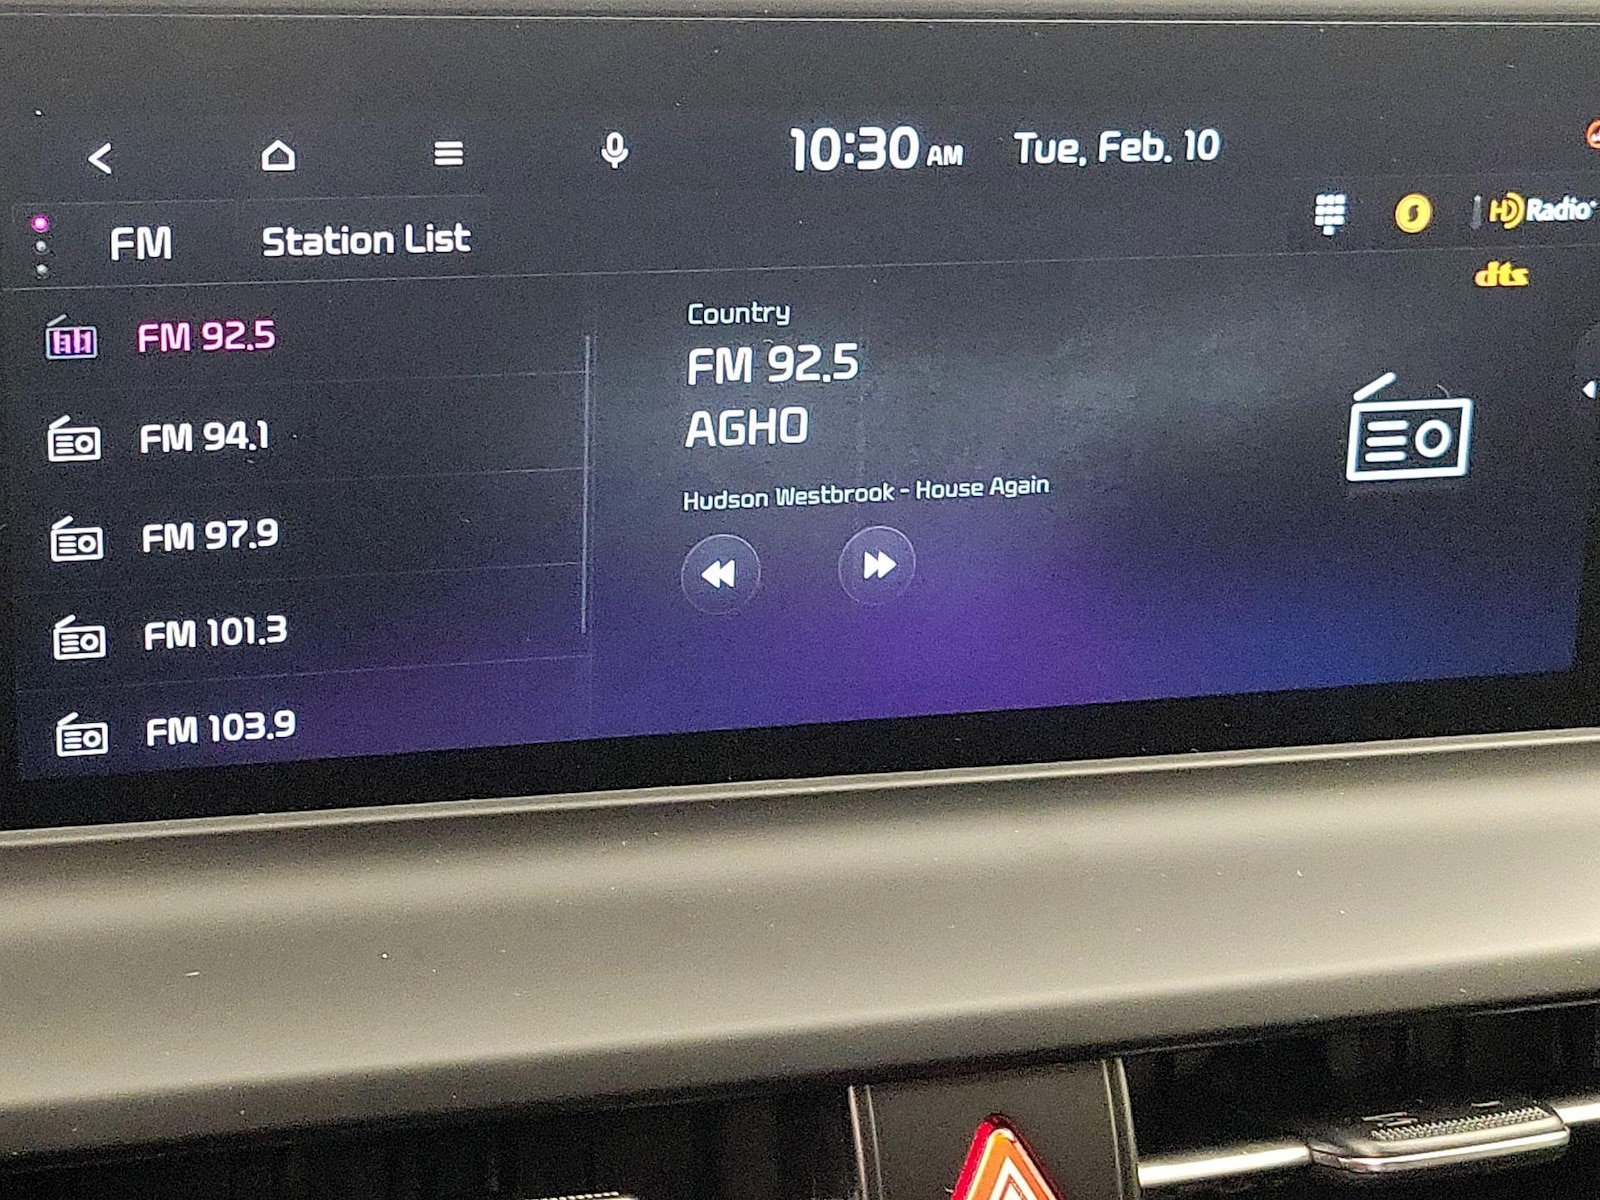 10:30 AM Tue, Feb. 10
FM Station List
HD Radio
dts
FM 92.5
FM 94.1
FM 97.9
FM 101.3
FM 103.9
Country
FM 92.5
AGHO
Hudson Westbrook - House Again